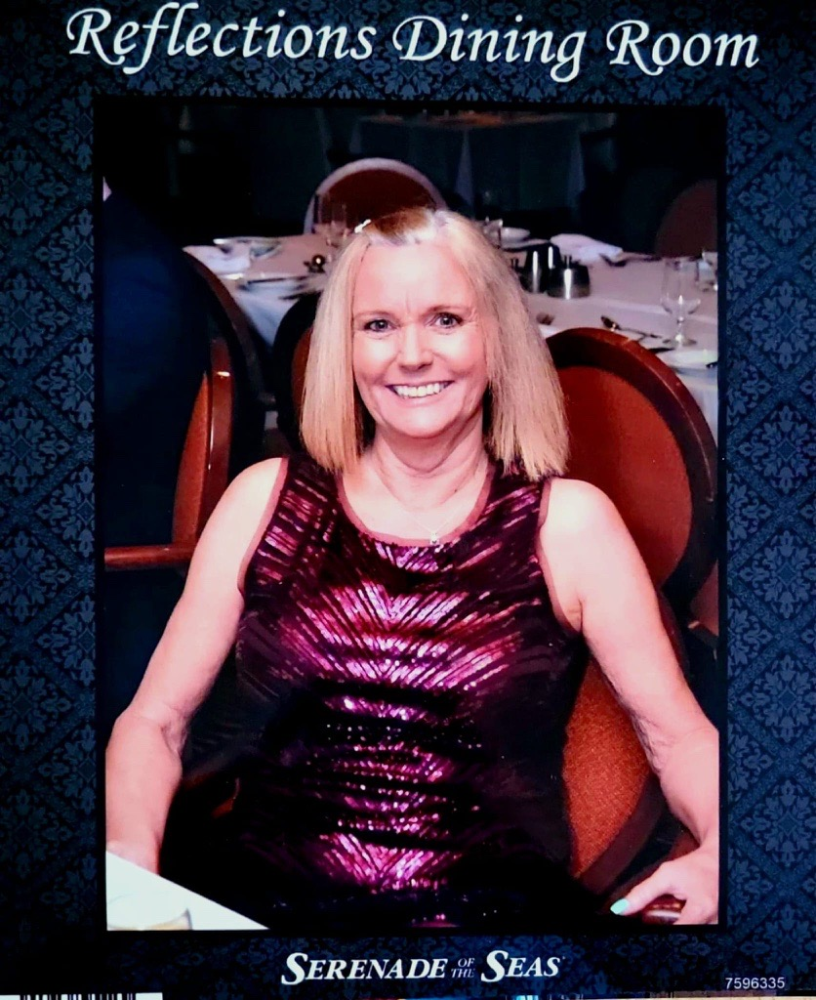 Reflections Dining Room
SERENADE OF THE SEAS
7596335